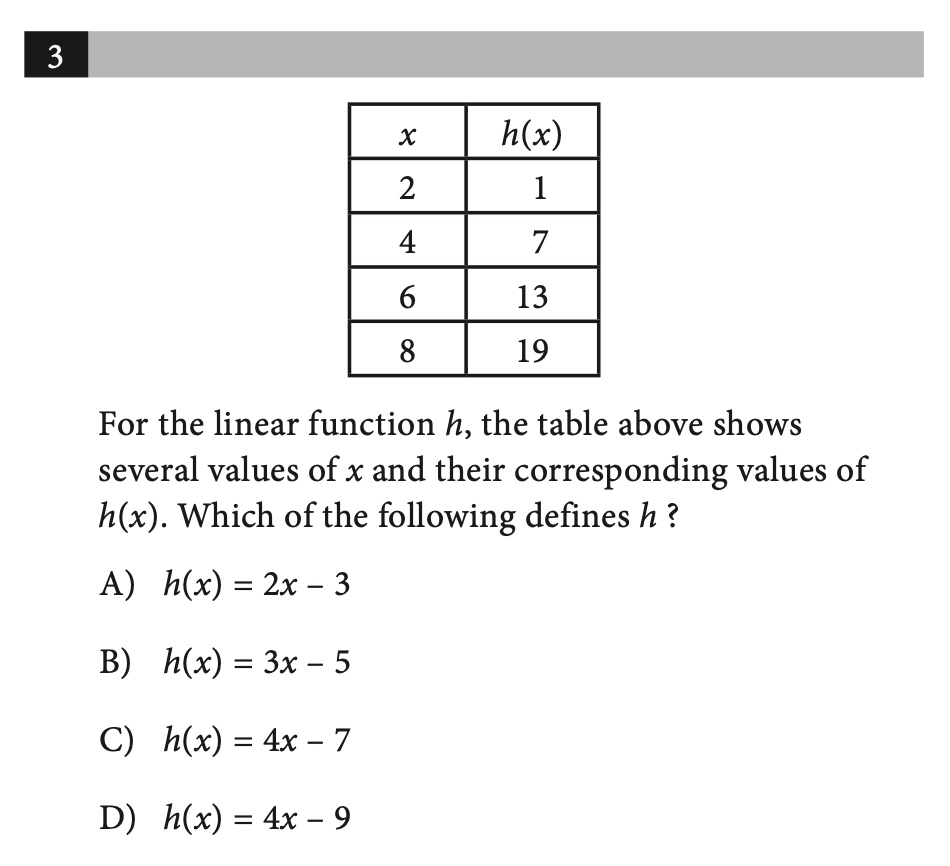 3
x h(x)
2 1
4 7
6 13
8 19
For the linear function h, the table above shows
several values of x and their corresponding values of
h(x). Which of the following defines h ?
A) h(x) = 2x – 3
B) h(x) = 3x – 5
C) h(x) = 4x – 7
D) h(x) = 4x – 9